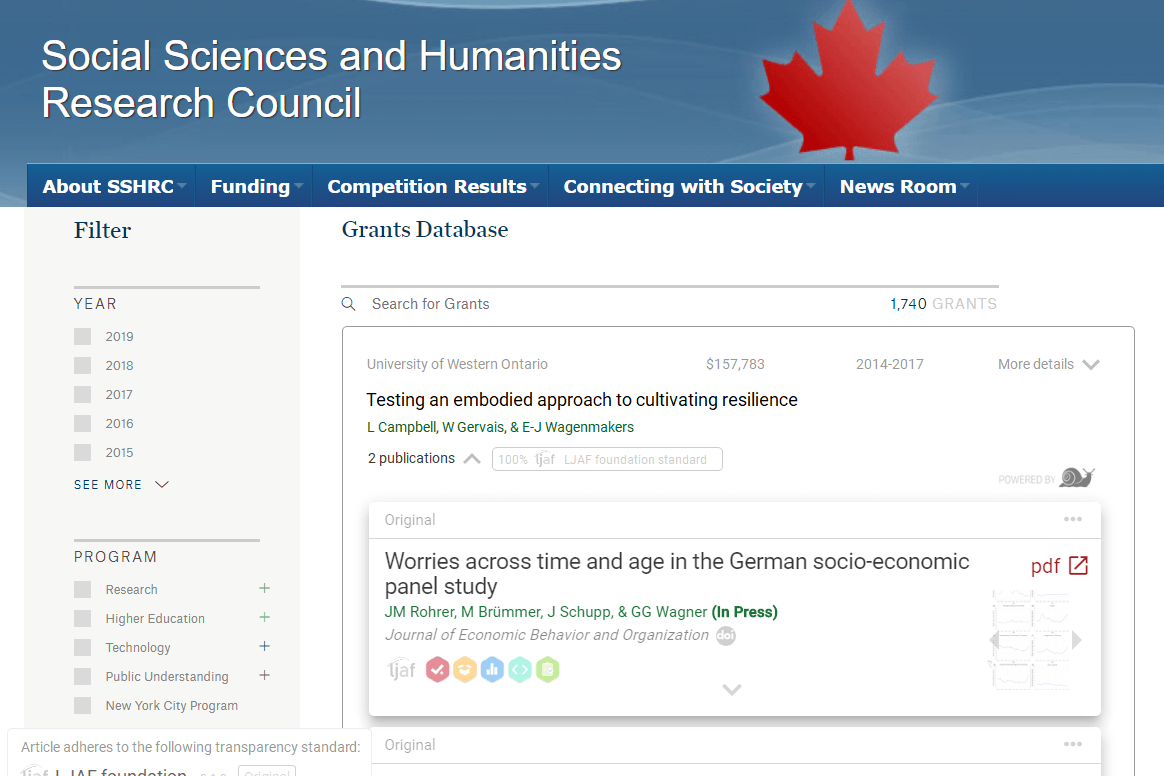 Social Sciences and Humanities
Research Council
About SSHRC Funding Competition Results Connecting with Society News Room
Filter
YEAR
2019
2018
2017
2016
2015
SEE MORE
PROGRAM
Research
Higher Education
Technology
Public Understanding
New York City Program
Grants Database
Search for Grants 1,740 GRANTS
University of Western Ontario $157,783 2014-2017 More details
Testing an embodied approach to cultivating resilience
L Campbell, W Gervais, & E-J Wagenmakers
2 publications 100% ljaf LJAF foundation standard
POWERED BY
Original
Worries across time and age in the German socio-economic pdf
panel study
JM Rohrer, M Brümmer, J Schupp, & GG Wagner (In Press)
Journal of Economic Behavior and Organization doi
ljaf
Original
Article adheres to the following transparency standard:
ljaf LJAF foundation Original